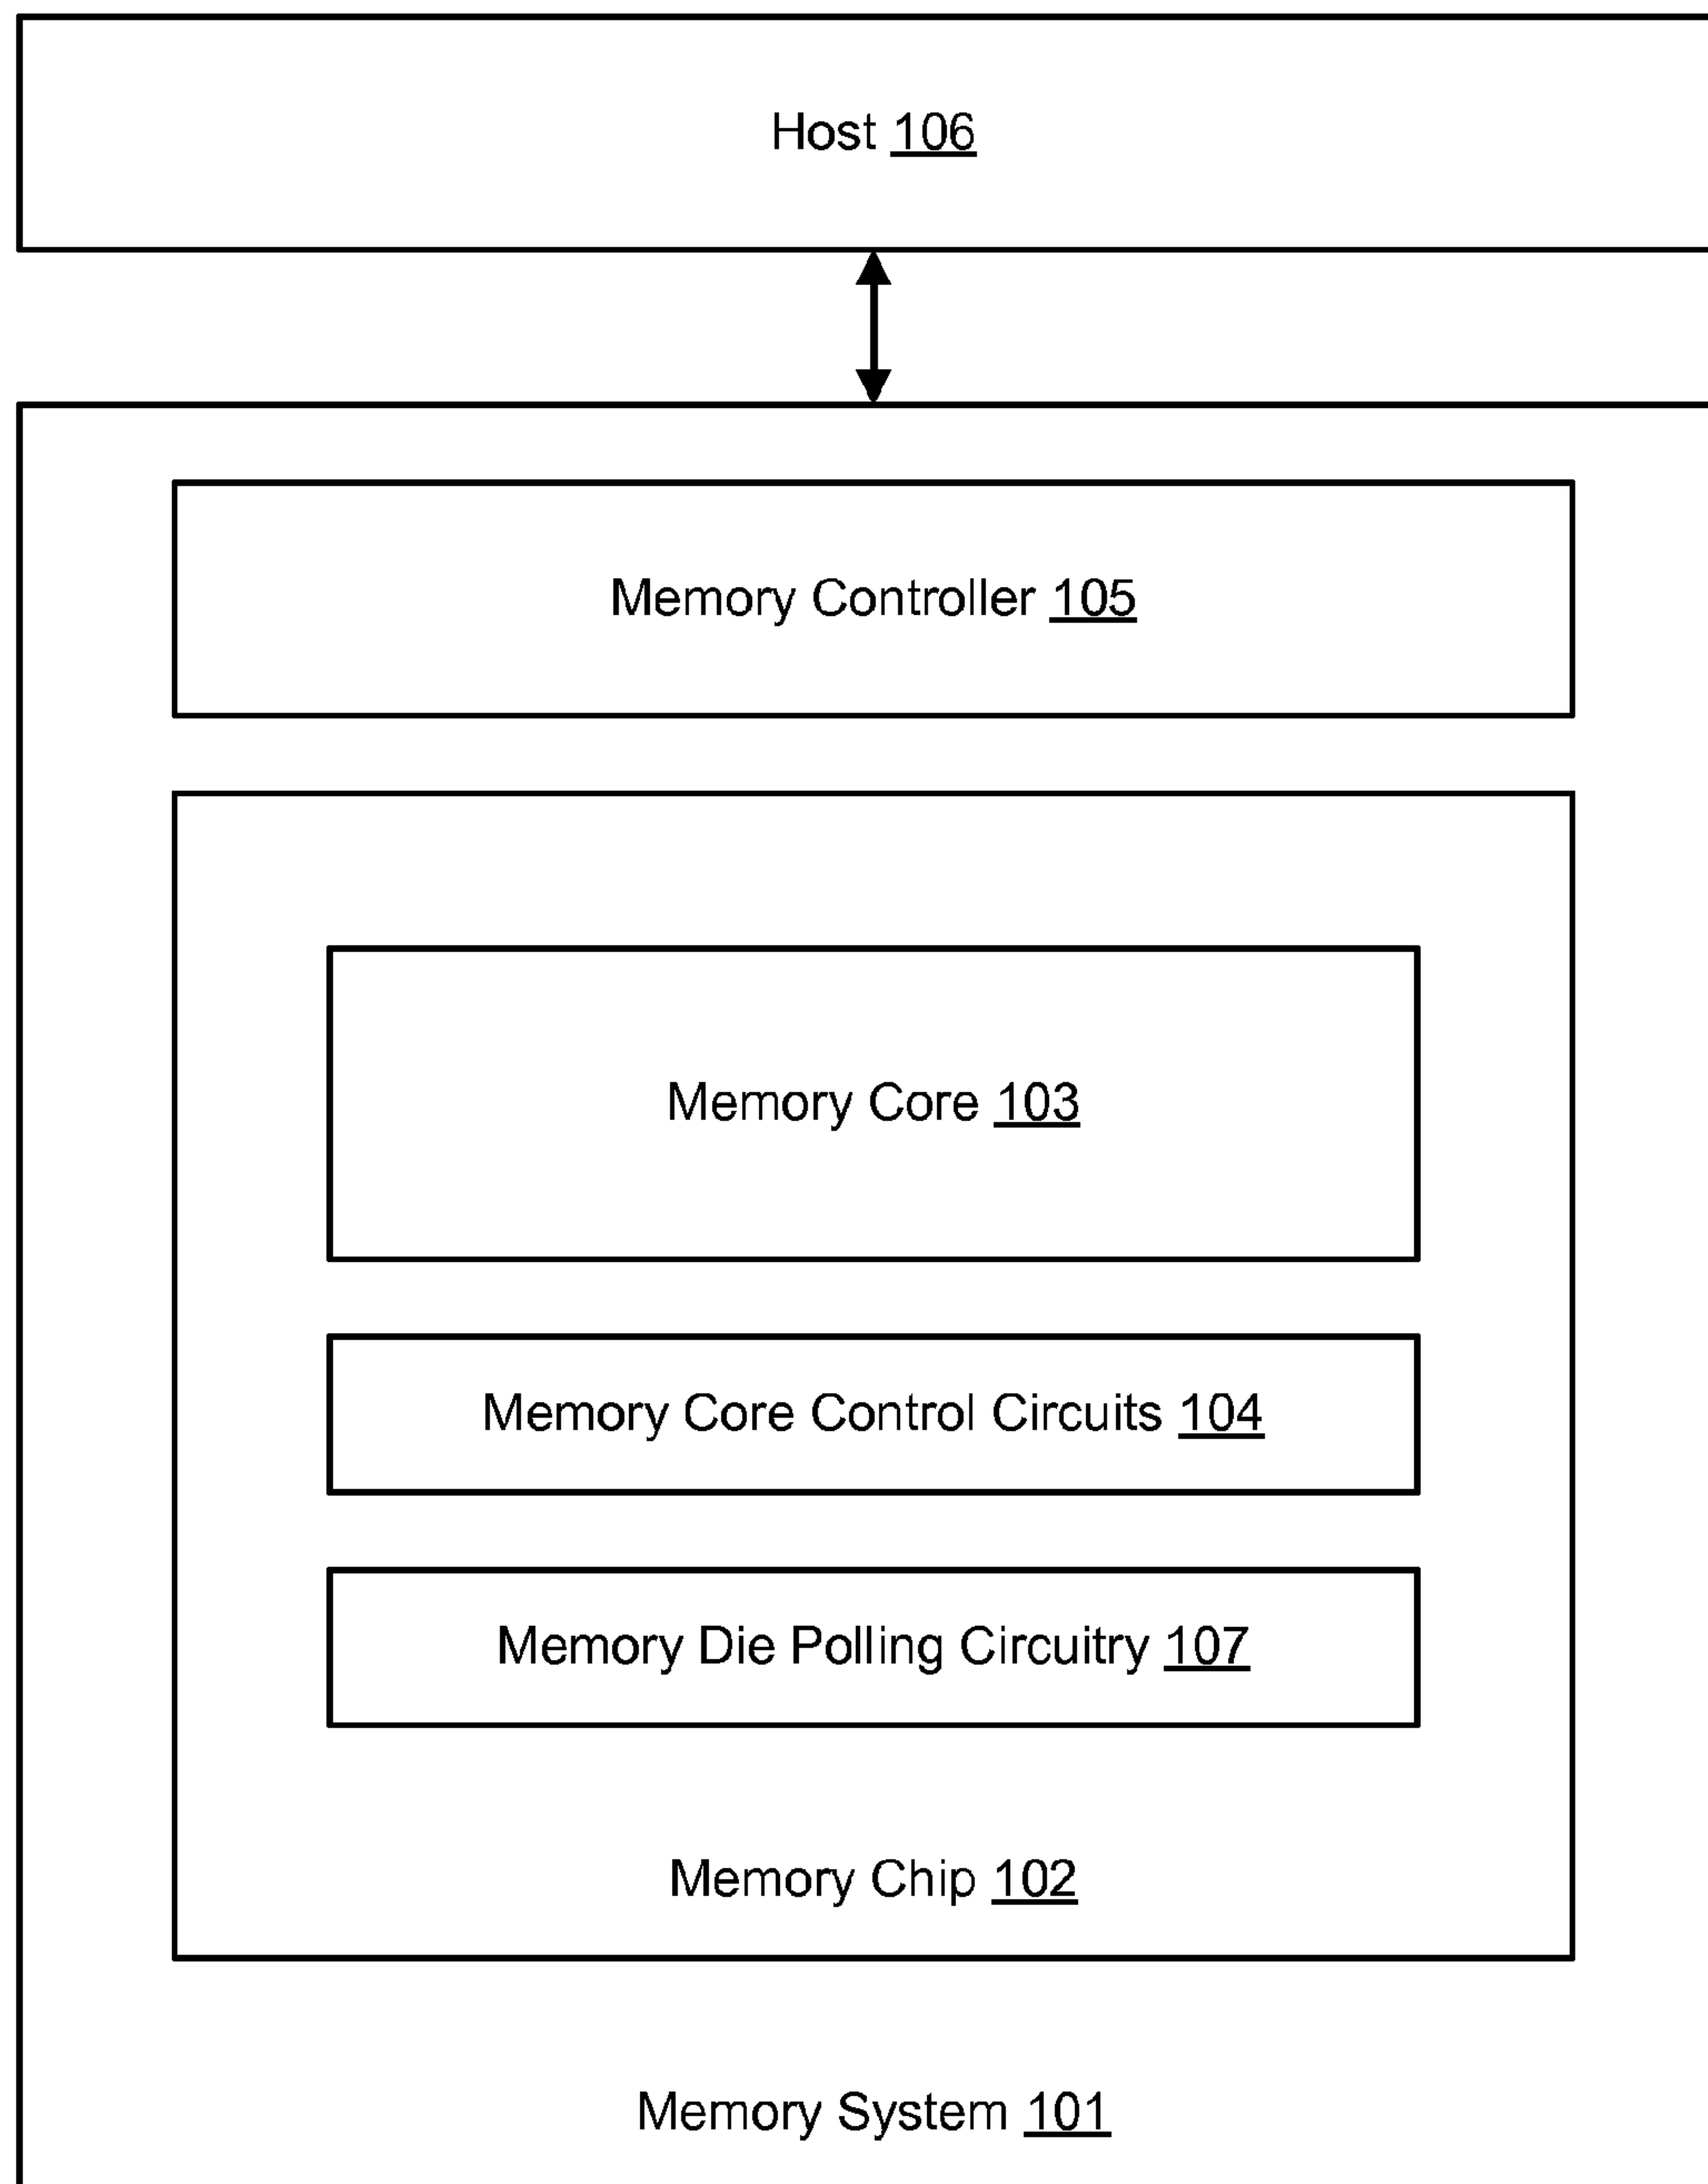 Host 106
Memory Controller 105
Memory Core 103
Memory Core Control Circuits 104
Memory Die Polling Circuitry 107
Memory Chip 102
Memory System 101